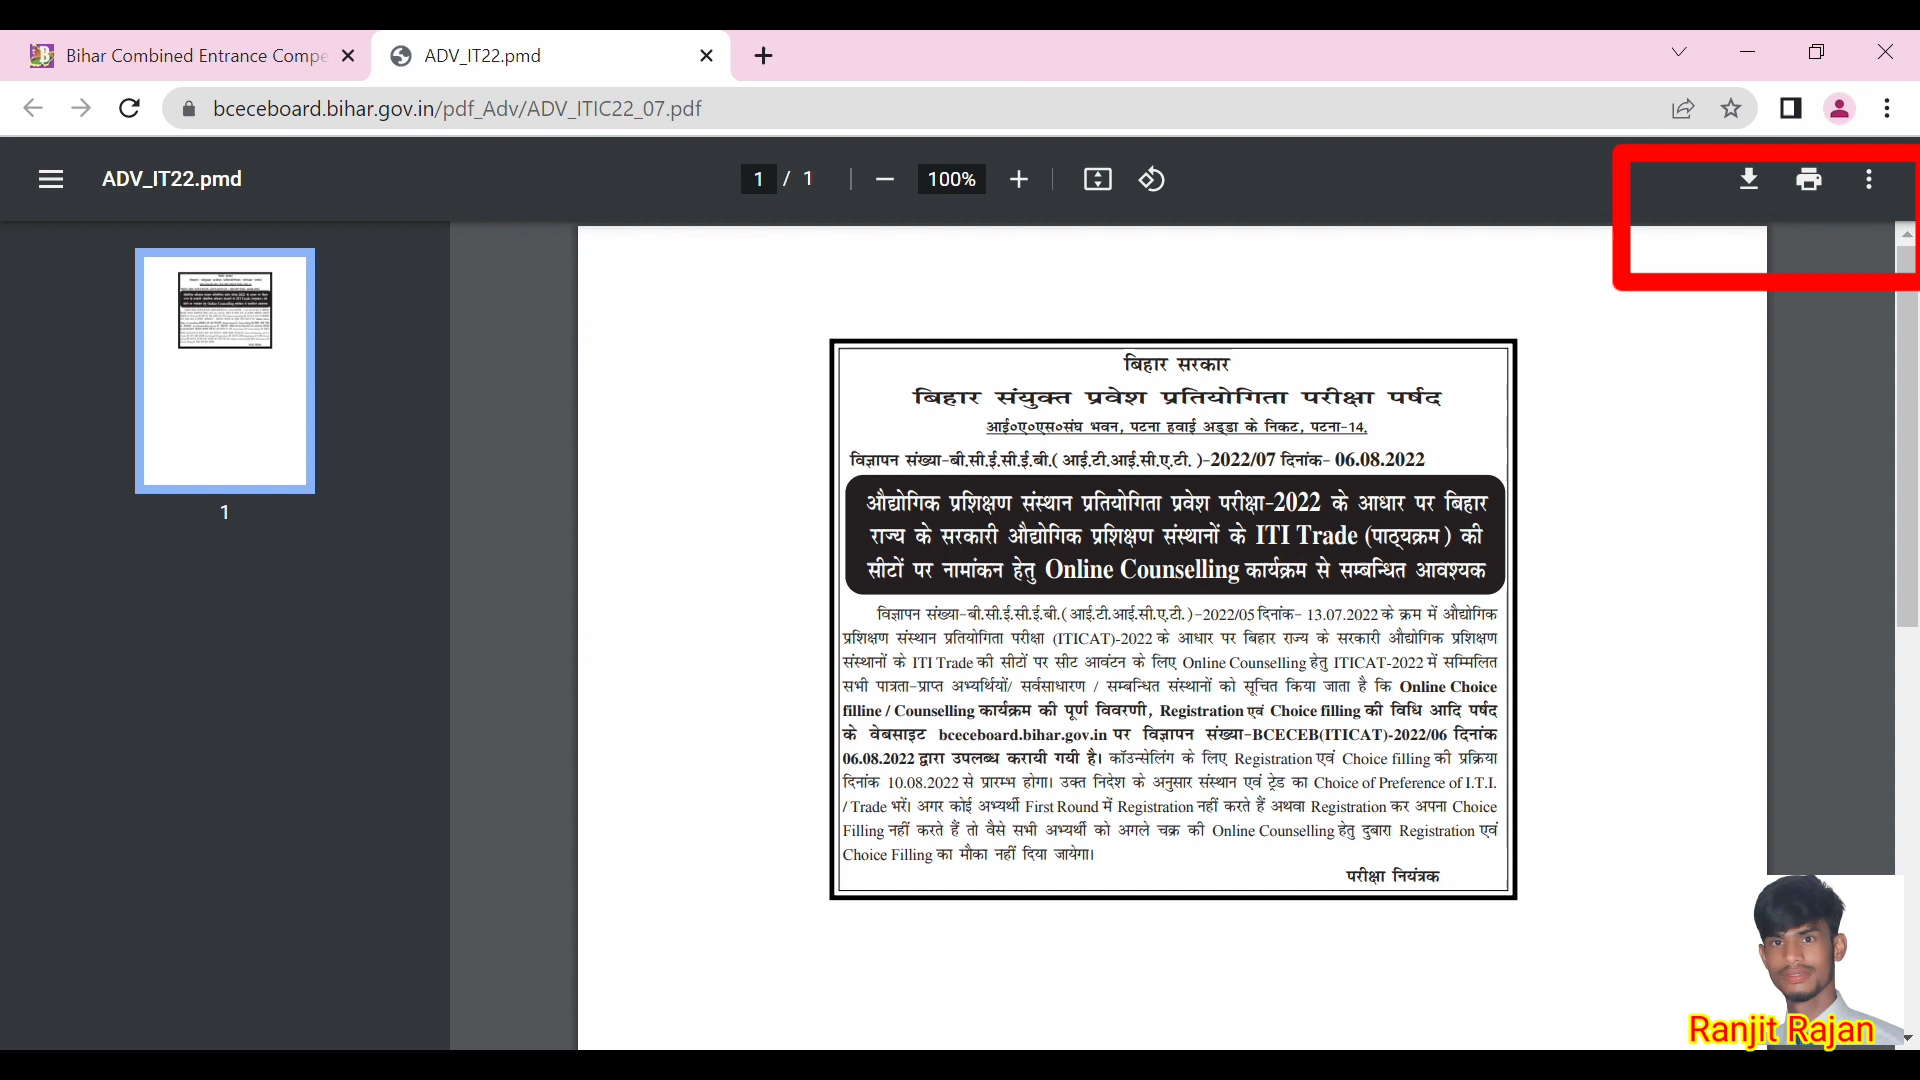 Bihar Combined Entrance Compe
ADV_IT22.pmd
bceceboard.bihar.gov.in/pdf_Adv/ADV_ITIC22_07.pdf
ADV_IT22.pmd
1 / 1
100%
1
बिहार सरकार
बिहार संयुक्त प्रवेश प्रतियोगिता परीक्षा पर्षद
आई०ए०एस०संघ भवन, पटना हवाई अड्डा के निकट, पटना-14.
विज्ञापन संख्या-बी.सी.ई.सी.ई.बी.( आई.टी.आई.सी.ए.टी. )-2022/07 दिनांक- 06.08.2022
औद्योगिक प्रशिक्षण संस्थान प्रतियोगिता प्रवेश परीक्षा-2022 के आधार पर बिहार
राज्य के सरकारी औद्योगिक प्रशिक्षण संस्थानों के ITI Trade (पाठ्यक्रम ) की
सीटों पर नामांकन हेतु Online Counselling कार्यक्रम से सम्बन्धित आवश्यक
विज्ञापन संख्या-बी.सी.ई.सी.ई.बी.( आई.टी.आई.सी.ए.टी. )-2022/05 दिनांक- 13.07.2022 के क्रम में औद्योगिक
प्रशिक्षण संस्थान प्रतियोगिता परीक्षा (ITICAT)-2022 के आधार पर बिहार राज्य के सरकारी औद्योगिक प्रशिक्षण
संस्थानों के ITI Trade की सीटों पर सीट आवंटन के लिए Online Counselling हेतु ITICAT-2022 में सम्मिलित
सभी पात्रता-प्राप्त अभ्यर्थियों/ सर्वसाधारण / सम्बन्धित संस्थानों को सूचित किया जाता है कि Online Choice
filline / Counselling कार्यक्रम की पूर्ण विवरणी, Registration एवं Choice filling की विधि आदि पर्षद
के वेबसाइट bceceboard.bihar.gov.in पर विज्ञापन संख्या-BCECEB(ITICAT)-2022/06 दिनांक
06.08.2022 द्वारा उपलब्ध करायी गयी है। कॉउन्सेलिंग के लिए Registration एवं Choice filling की प्रक्रिया
दिनांक 10.08.2022 से प्रारम्भ होगा। उक्त निदेश के अनुसार संस्थान एवं ट्रेड का Choice of Preference of I.T.I.
/ Trade भरें। अगर कोई अभ्यर्थी First Round में Registration नहीं करते हैं अथवा Registration कर अपना Choice
Filling नहीं करते हैं तो वैसे सभी अभ्यर्थी को अगले चक्र की Online Counselling हेतु दुबारा Registration एवं
Choice Filling का मौका नहीं दिया जायेगा।
परीक्षा नियंत्रक
Ranjit Rajan